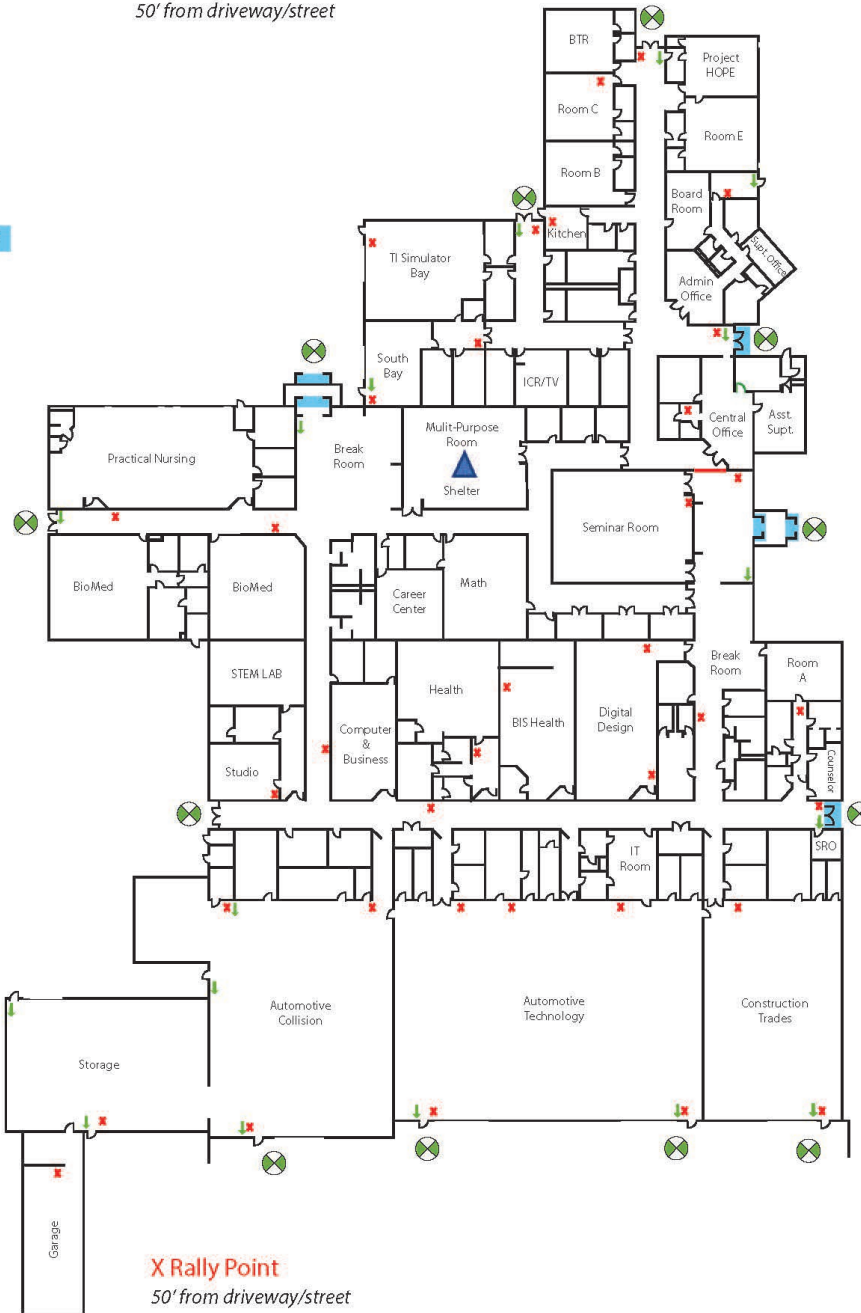 50' from driveway/street
BTR
Project
HOPE
Room C
Room E
Room B
Board
Room
Kitchen
Supt. Office
TI Simulator
Bay
Admin
Office
South
Bay
ICR/TV
Central
Office
Asst.
Supt.
Practical Nursing
Break
Room
Mulit-Purpose
Room
Shelter
Seminar Room
BioMed
BioMed
Career
Center
Math
STEM LAB
Health
BIS Health
Digital
Design
Break
Room
Room
A
Computer
&
Business
Studio
Counselor
IT
Room
SRO
Automotive
Collision
Automotive
Technology
Construction
Trades
Storage
Garage
X Rally Point
50' from driveway/street